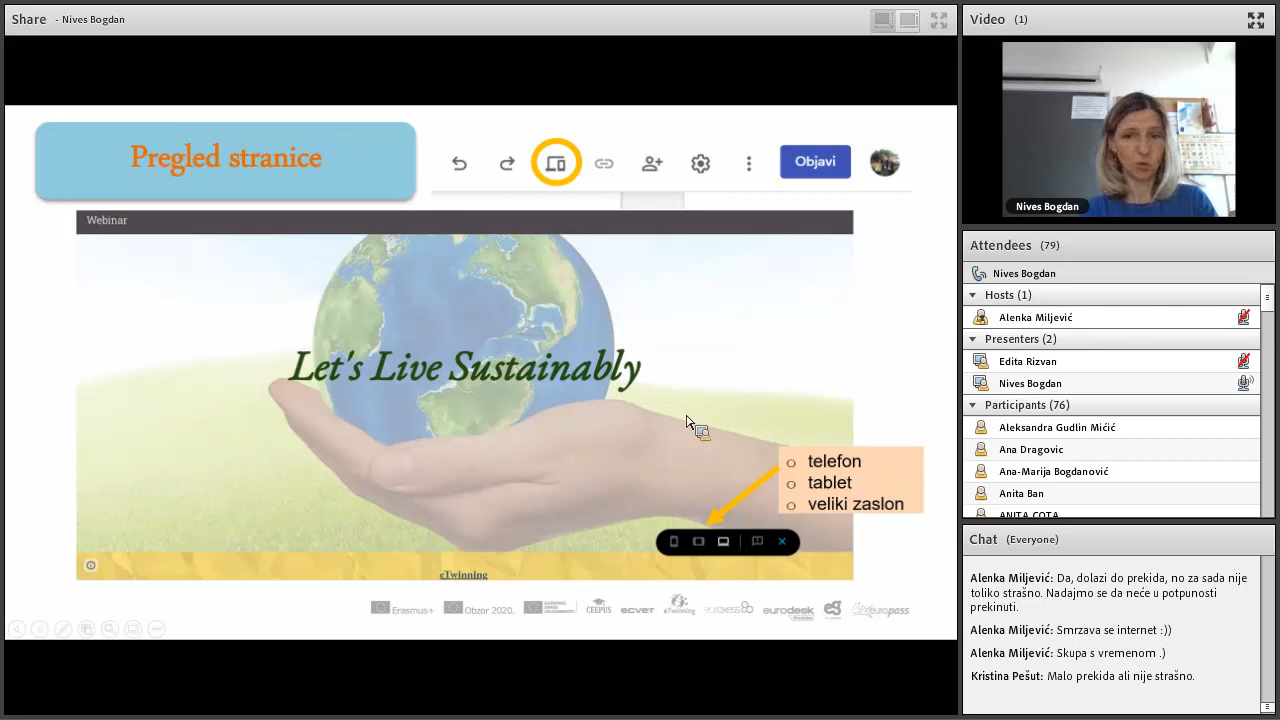 Share - Nives Bogdan
Pregled stranice
Objavi
Webinar
Let's Live Sustainably
telefon
tablet
veliki zaslon
eTwinning
Erasmus+
Obzor 2020.
CEEPUS
ECVET
eTwinning
euroxess
eurodesk
e3
europass
Video (1)
Nives Bogdan
Attendees (79)
Nives Bogdan
Hosts (1)
Alenka Miljević
Presenters (2)
Edita Rizvan
Nives Bogdan
Participants (76)
Aleksandra Gudlin Mićić
Ana Dragovic
Ana-Marija Bogdanović
Anita Ban
ANITA COTA
Chat (Everyone)
Alenka Miljević: Da, dolazi do prekida, no za sada nije
toliko strašno. Nadajmo se da neće u potpunosti
prekinuti.
Alenka Miljević: Smrzava se internet :))
Alenka Miljević: Skupa s vremenom .)
Kristina Pešut: Malo prekida ali nije strašno.